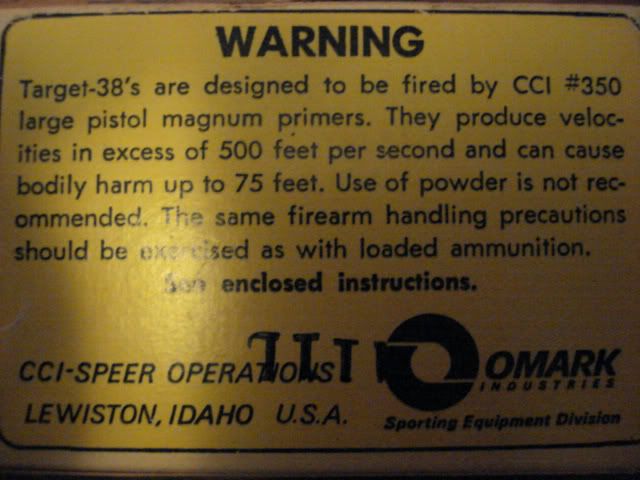 WARNING
Target-38's are designed to be fired by CCI #350
large pistol magnum primers. They produce veloc-
ities in excess of 500 feet per second and can cause
bodily harm up to 75 feet. Use of powder is not rec-
ommended. The same firearm handling precautions
should be exercised as with loaded ammunition.
See enclosed instructions.
CCI-SPEER OPERATIONS
LEWISTON, IDAHO U.S.A.
OMARK
INDUSTRIES
Sporting Equipment Division